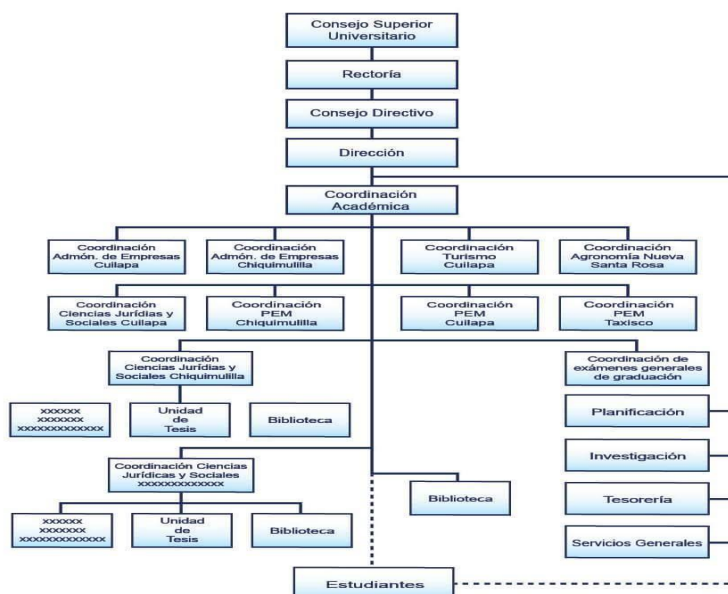 Consejo Superior
Universitario
Rectoría
Consejo Directivo
Dirección
Coordinación
Académica
Coordinación
Admón. de Empresas
Cuilapa
Coordinación
Admón. de Empresas
Chiquimulilla
Coordinación
Turismo
Cuilapa
Coordinación
Agronomía Nueva
Santa Rosa
Coordinación
Ciencias Jurídias y
Sociales Cuilapa
Coordinación
PEM
Chiquimulilla
Coordinación
PEM
Cuilapa
Coordinación
PEM
Taxisco
Coordinación
Ciencias Jurídias y
Sociales Chiquimulilla
Coordinación de
exámenes generales
de graduación
xxxxxx
xxxxxxx
xxxxxxxxxxxxx
Unidad
de
Tesis
Biblioteca
Planificación
Investigación
Coordinación Ciencias
Jurídicas y Sociales
xxxxxxxxxxxxx
Biblioteca
Tesorería
xxxxxx
xxxxxxx
xxxxxxxxxxxxx
Unidad
de
Tesis
Biblioteca
Servicios Generales
Estudiantes